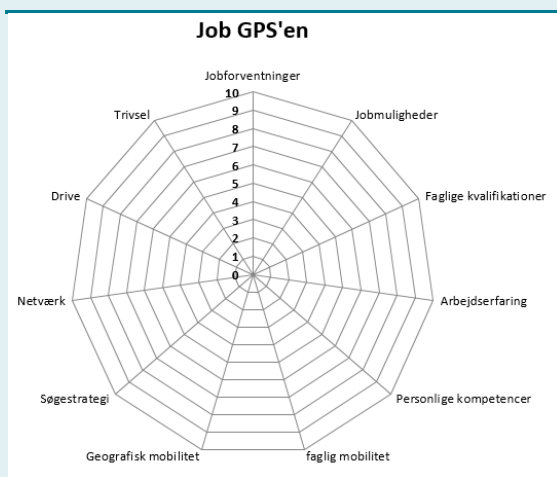 Job GPS'en
Jobforventninger
10
9
8
7
6
5
4
3
2
1
0
Jobmuligheder
Faglige kvalifikationer
Arbejdserfaring
Personlige kompetencer
faglig mobilitet
Geografisk mobilitet
Søgestrategi
Netværk
Drive
Trivsel